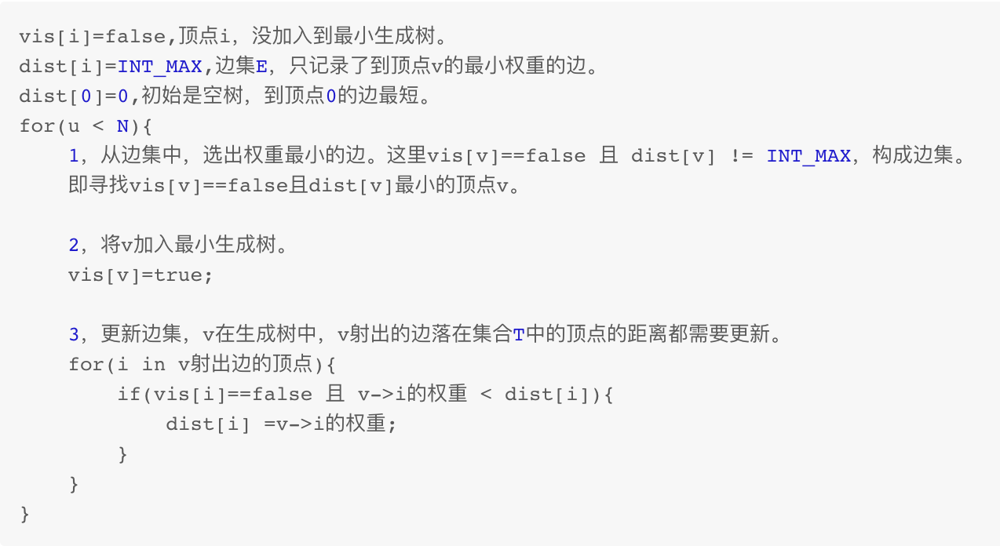 vis[i]=false,顶点i，没加入到最小生成树。
dist[i]=INT_MAX,边集E，只记录了到顶点v的最小权重的边。
dist[0]=0,初始是空树，到顶点0的边最短。
for(u < N){
    1，从边集中，选出权重最小的边。这里vis[v]==false 且 dist[v] != INT_MAX，构成边集。
    即寻找vis[v]==false且dist[v]最小的顶点v。
    2，将v加入最小生成树。
    vis[v]=true;
    3，更新边集，v在生成树中，v射出的边落在集合T中的顶点的距离都需要更新。
    for(i in v射出边的顶点){
        if(vis[i]==false 且 v->i的权重 < dist[i]){
            dist[i] =v->i的权重;
        }
    }
}